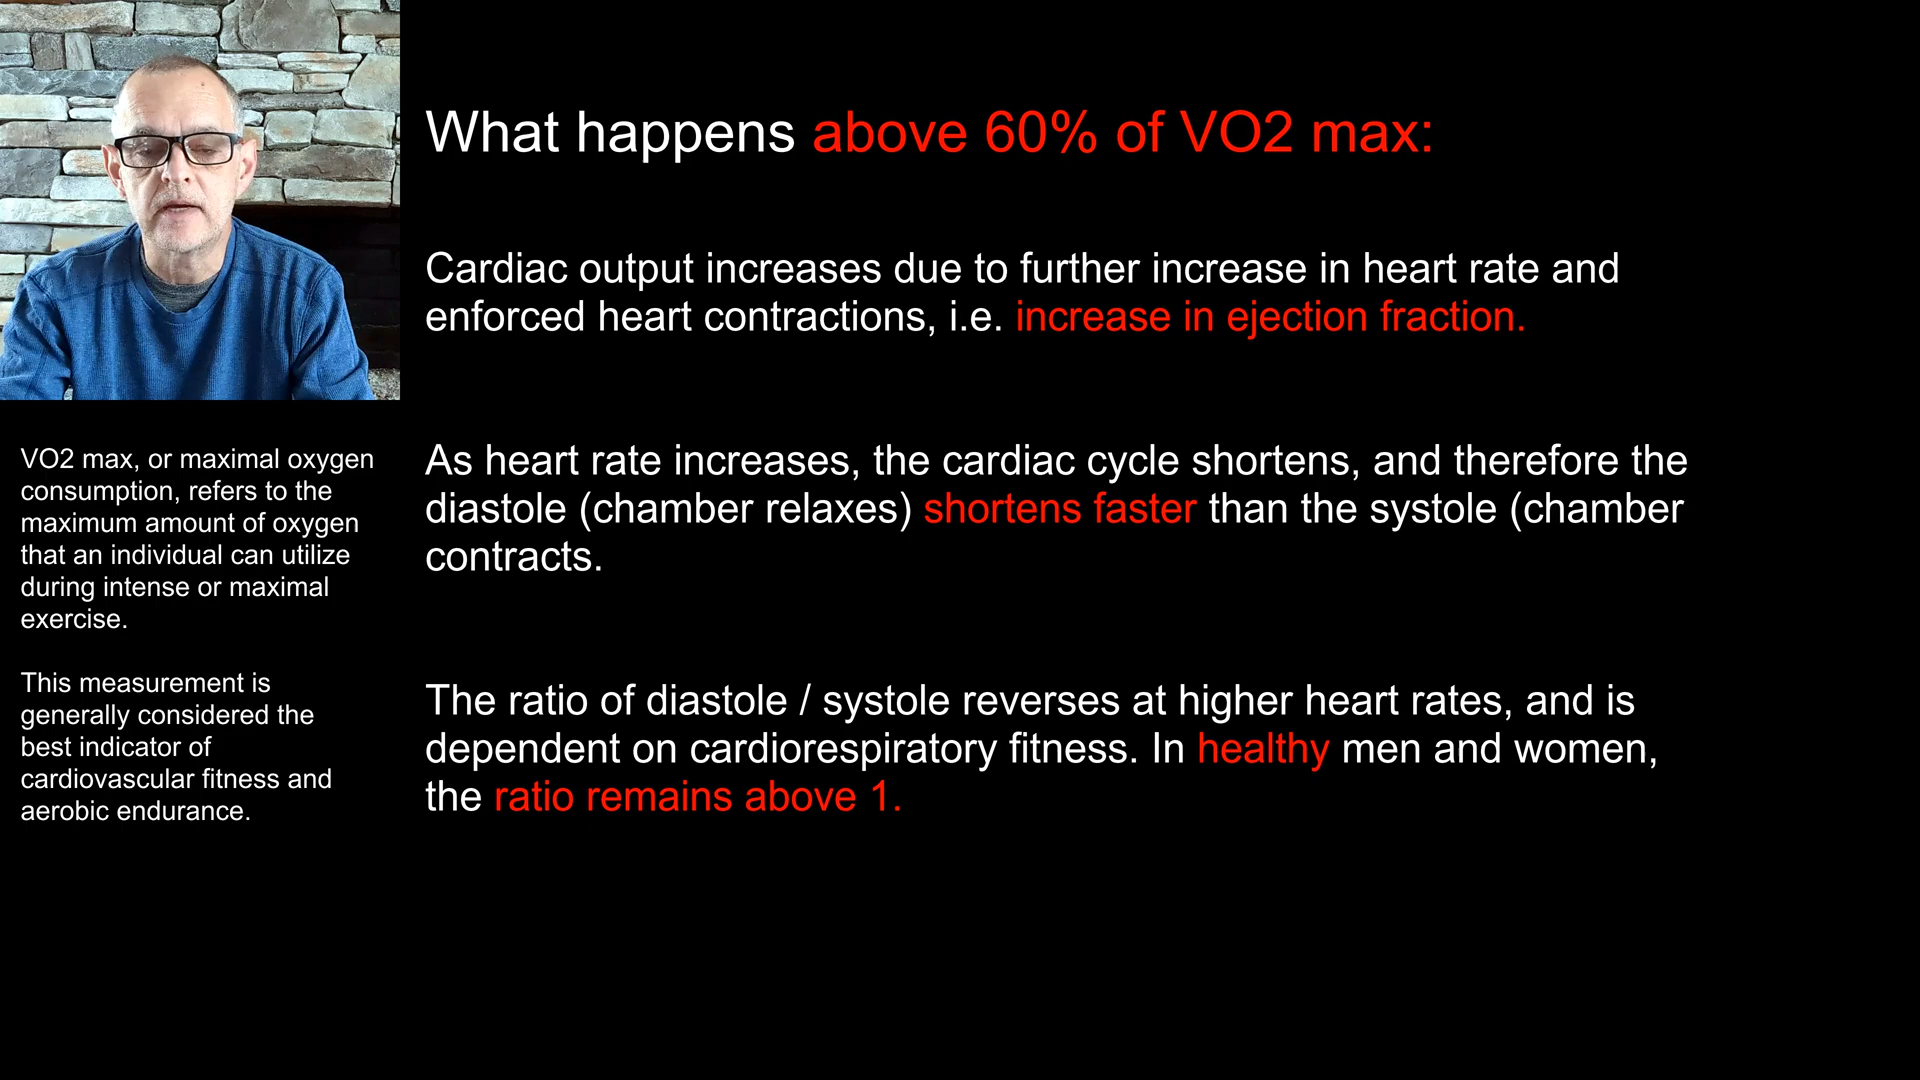 What happens above 60% of VO2 max:
Cardiac output increases due to further increase in heart rate and
enforced heart contractions, i.e. increase in ejection fraction.
As heart rate increases, the cardiac cycle shortens, and therefore the
diastole (chamber relaxes) shortens faster than the systole (chamber
contracts.
The ratio of diastole / systole reverses at higher heart rates, and is
dependent on cardiorespiratory fitness. In healthy men and women,
the ratio remains above 1.
VO2 max, or maximal oxygen
consumption, refers to the
maximum amount of oxygen
that an individual can utilize
during intense or maximal
exercise.
This measurement is
generally considered the
best indicator of
cardiovascular fitness and
aerobic endurance.